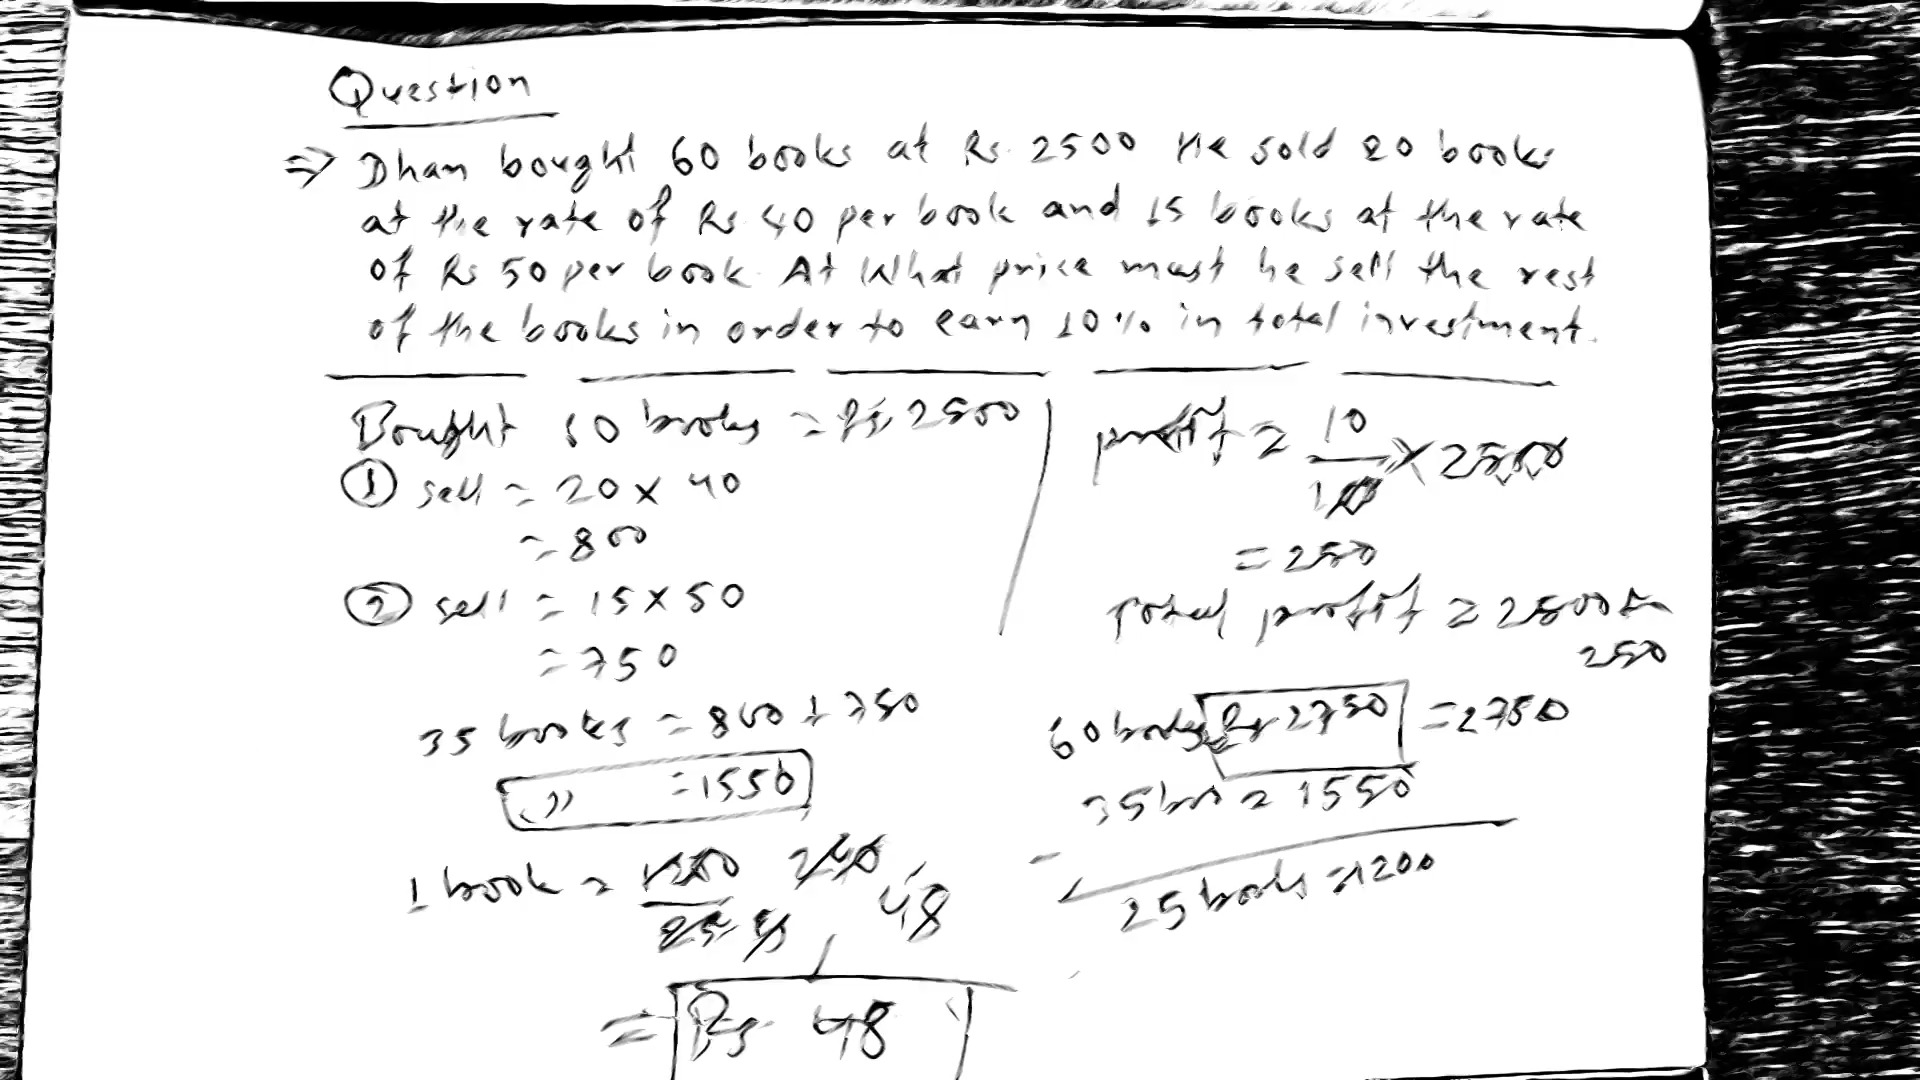 Question
⇒ Dhan bought 60 books at Rs. 2500 He sold 20 books
at the rate of Rs 40 per book and 15 books at the rate
of Rs 50 per book. At What price must he sell the rest
of the books in order to earn 10% in total investment.
Bought 60 books = Rs. 2500
① sell = 20 x 40
= 800
② sell = 15 x 50
= 750
35 books = 800 + 750
,, = 1550
1 book = 1200 240 48
25 5
= Rs 48
profit = 10 x 2500
100
= 250
Total profit = 2500 +
250
60 books Rs 2750 = 2750
35 = 1550
25 books = 1200